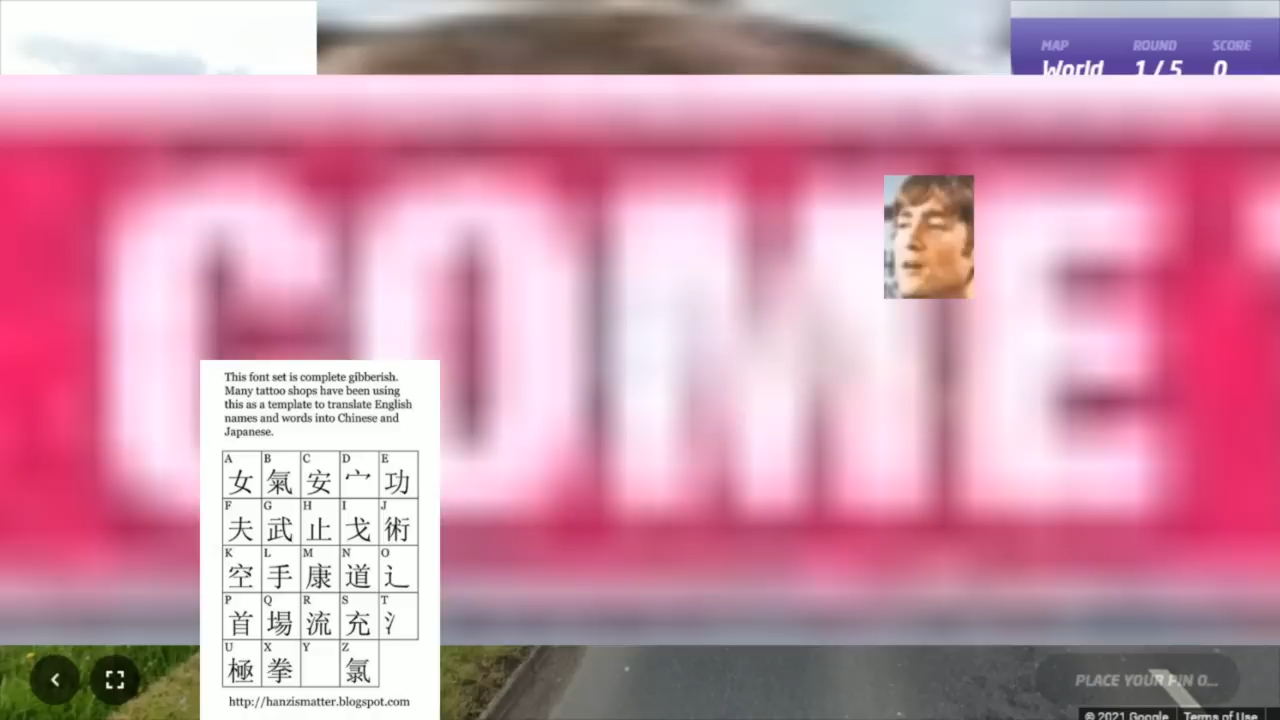 MAP ROUND SCORE
World 1 / 5 0
COME
This font set is complete gibberish.
Many tattoo shops have been using
this as a template to translate English
names and words into Chinese and
Japanese.
A B C D E
女 氣 安 宀 功
F G H I J
夫 武 止 戈 術
K L M N O
空 手 康 道 辶
P Q R S T
首 場 流 充 氵
U X Y Z
極 拳 氯
http://hanzismatter.blogspot.com
PLACE YOUR PIN O...
© 2021 Google Terms of Use